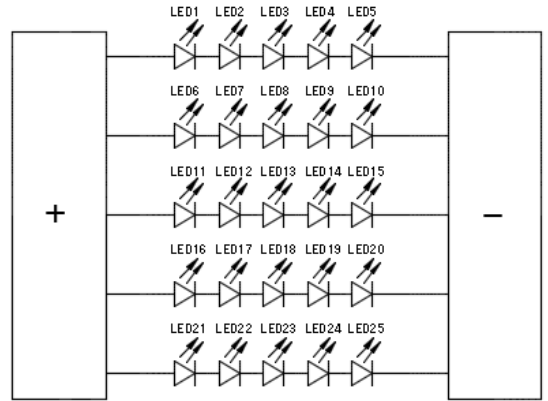 LED1 LED2 LED3 LED4 LED5
LED6 LED7 LED8 LED9 LED10
LED11 LED12 LED13 LED14 LED15
+ −
LED16 LED17 LED18 LED19 LED20
LED21 LED22 LED23 LED24 LED25